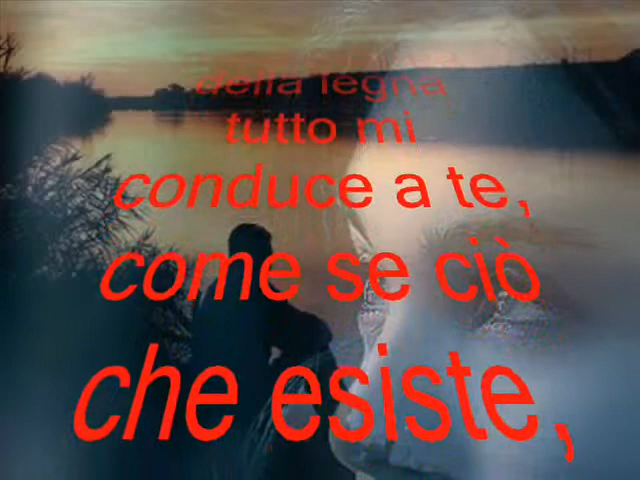 della legna
tutto mi
conduce a te,
come se ciò
che esiste,